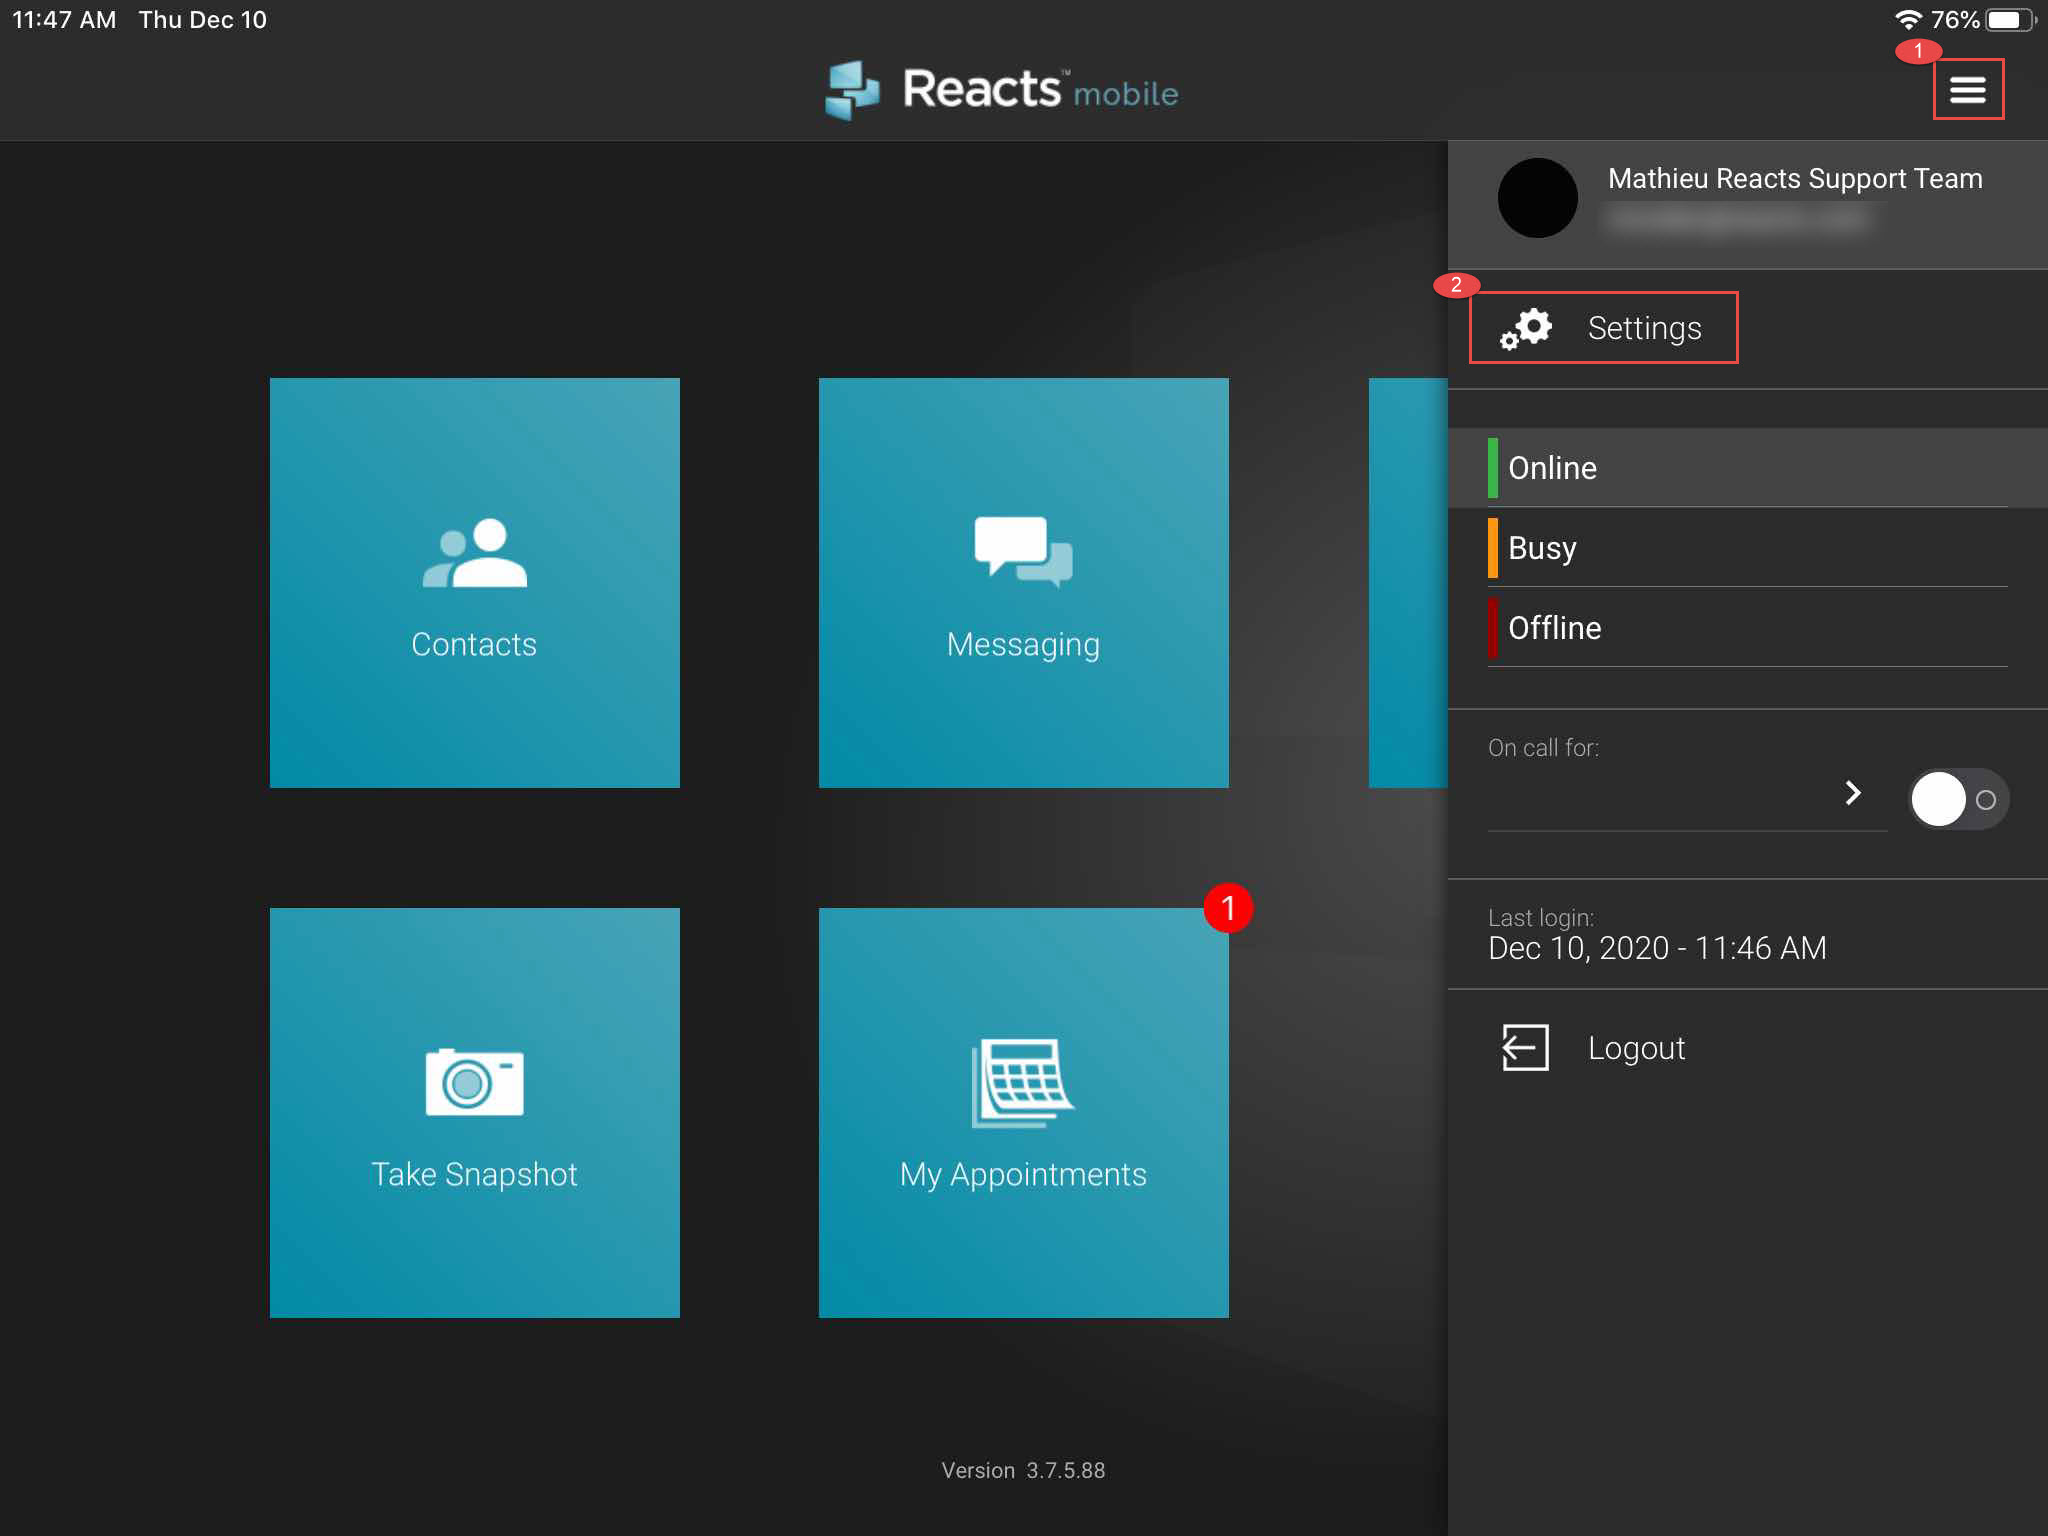 11:47 AM Thu Dec 10
76%
1
Reacts™ mobile
Mathieu Reacts Support Team
2
Settings
Online
Busy
Offline
On call for:
Last login:
Dec 10, 2020 - 11:46 AM
Logout
Contacts
Messaging
Take Snapshot
1
My Appointments
Version 3.7.5.88